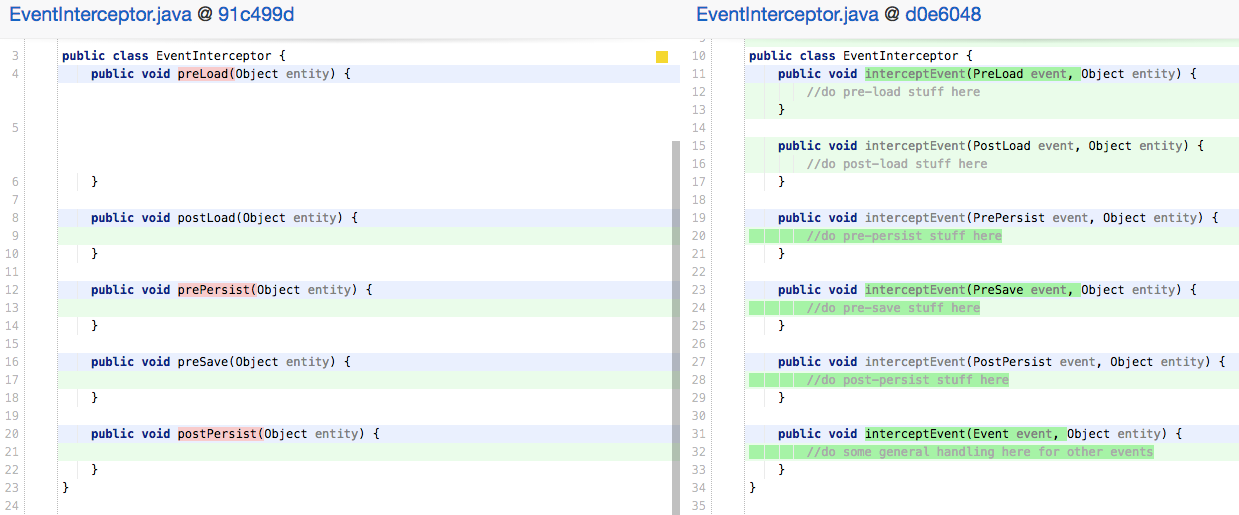 EventInterceptor.java @ 91c499d
3 public class EventInterceptor {
4 public void preLoad(Object entity) {
5
6 }
7
8 public void postLoad(Object entity) {
9
10 }
11
12 public void prePersist(Object entity) {
13
14 }
15
16 public void preSave(Object entity) {
17
18 }
19
20 public void postPersist(Object entity) {
21
22 }
23 }
24
EventInterceptor.java @ d0e6048
10 public class EventInterceptor {
11 public void interceptEvent(PreLoad event, Object entity) {
12 //do pre-load stuff here
13 }
14
15 public void interceptEvent(PostLoad event, Object entity) {
16 //do post-load stuff here
17 }
18
19 public void interceptEvent(PrePersist event, Object entity) {
20 //do pre-persist stuff here
21 }
22
23 public void interceptEvent(PreSave event, Object entity) {
24 //do pre-save stuff here
25 }
26
27 public void interceptEvent(PostPersist event, Object entity) {
28 //do post-persist stuff here
29 }
30
31 public void interceptEvent(Event event, Object entity) {
32 //do some general handling here for other events
33 }
34 }
35